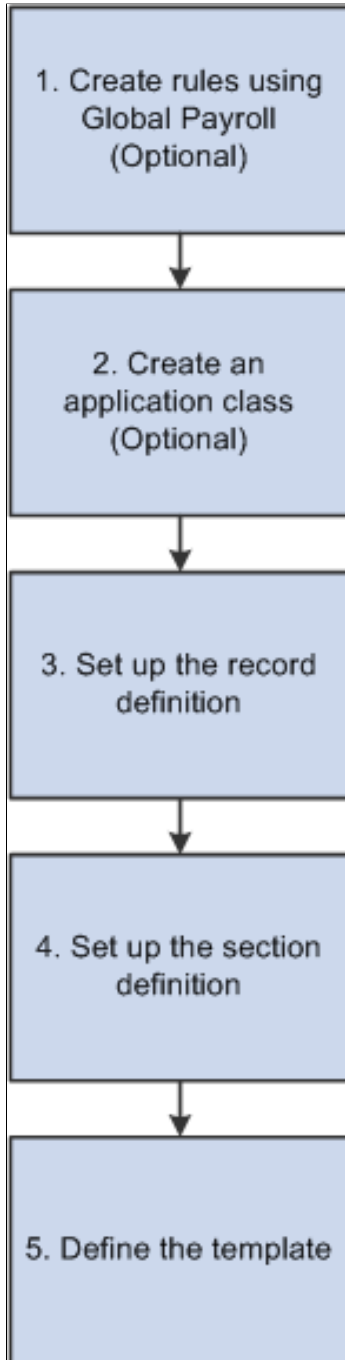 1. Create rules using
Global Payroll
(Optional)
2. Create an
application class
(Optional)
3. Set up the record
definition
4. Set up the section
definition
5. Define the template